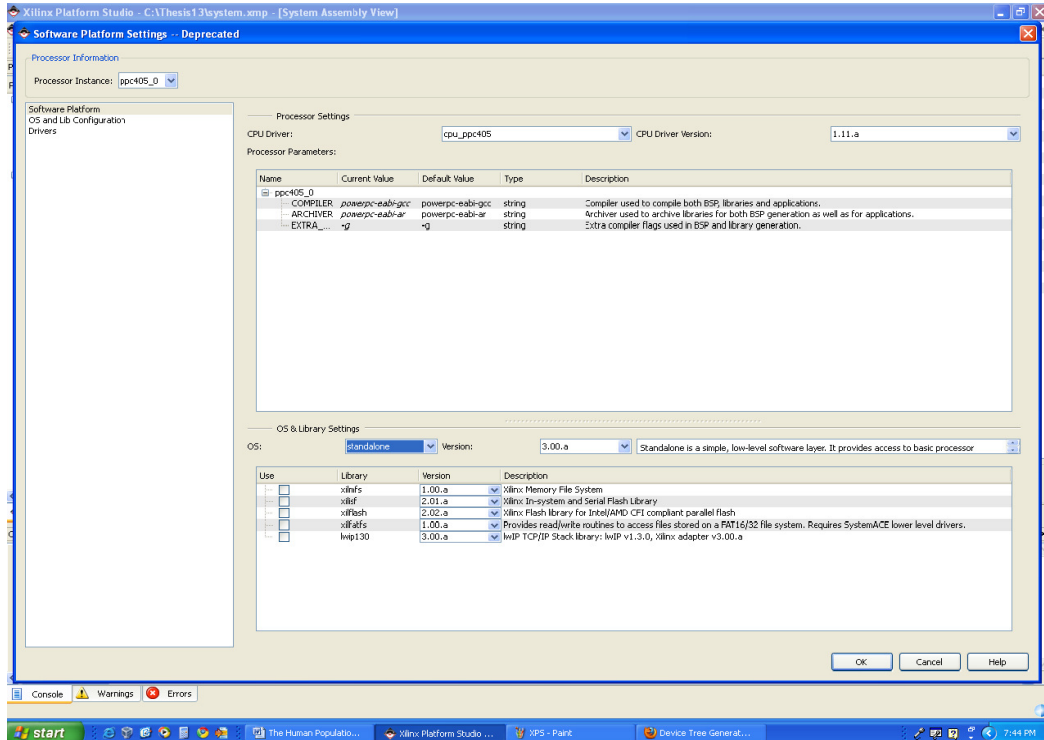 Xilinx Platform Studio - C:\Thesis13\system.xmp - [System Assembly View]
Software Platform Settings -- Deprecated
Processor Information
Processor Instance: ppc405_0
Software Platform
OS and Lib Configuration
Drivers
Processor Settings
CPU Driver: cpu_ppc405 CPU Driver Version: 1.11.a
Processor Parameters:
Name Current Value Default Value Type Description
ppc405_0
COMPILER powerpc-eabi-gcc powerpc-eabi-gcc string Compiler used to compile both BSP, libraries and applications.
ARCHIVER powerpc-eabi-ar powerpc-eabi-ar string Archiver used to archive libraries for both BSP generation as well as for applications.
EXTRA_... -g -g string Extra compiler flags used in BSP and library generation.
OS & Library Settings
OS: standalone Version: 3.00.a Standalone is a simple, low-level software layer. It provides access to basic processor
Use Library Version Description
xilmfs 1.00.a Xilinx Memory File System
xilisf 2.01.a Xilinx In-system and Serial Flash Library
xilflash 2.02.a Xilinx Flash library for Intel/AMD CFI compliant parallel flash
xilfatfs 1.00.a Provides read/write routines to access files stored on a FAT16/32 file system. Requires SystemACE lower level drivers.
lwip130 3.00.a lwIP TCP/IP Stack library: lwIP v1.3.0, Xilinx adapter v3.00.a
OK Cancel Help
Console Warnings Errors
start The Human Populatio... Xilinx Platform Studio ... XPS - Paint Device Tree Generat... 7:44 PM